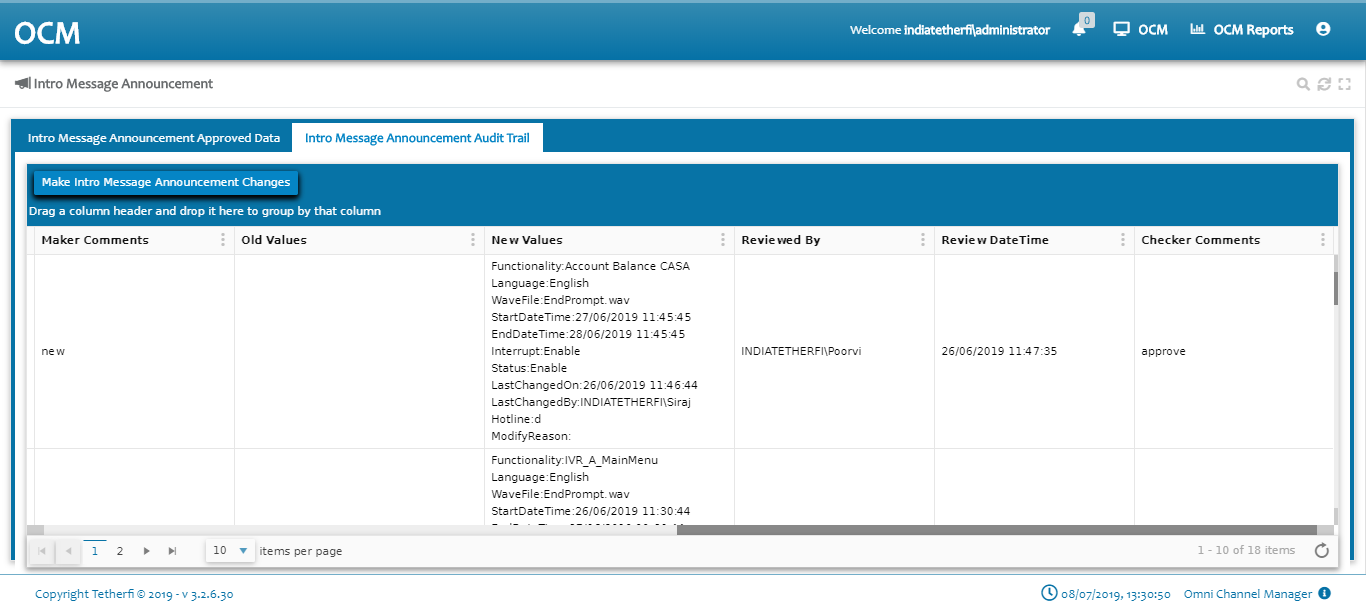 OCM
Welcome indiatetherfi\administrator
0
OCM
OCM Reports
Intro Message Announcement
Intro Message Announcement Approved Data
Intro Message Announcement Audit Trail
Make Intro Message Announcement Changes
Drag a column header and drop it here to group by that column
Maker Comments
Old Values
New Values
Reviewed By
Review DateTime
Checker Comments
new
Functionality:Account Balance CASA
Language:English
WaveFile:EndPrompt.wav
StartDateTime:27/06/2019 11:45:45
EndDateTime:28/06/2019 11:45:45
Interrupt:Enable
Status:Enable
LastChangedOn:26/06/2019 11:46:44
LastChangedBy:INDIATETHERFI\Siraj
Hotline:d
ModifyReason:
INDIATETHERFI\Poorvi
26/06/2019 11:47:35
approve
Functionality:IVR_A_MainMenu
Language:English
WaveFile:EndPrompt.wav
StartDateTime:26/06/2019 11:30:44
1
2
10
items per page
1 - 10 of 18 items
Copyright Tetherfi © 2019 - v 3.2.6.30
08/07/2019, 13:30:50
Omni Channel Manager